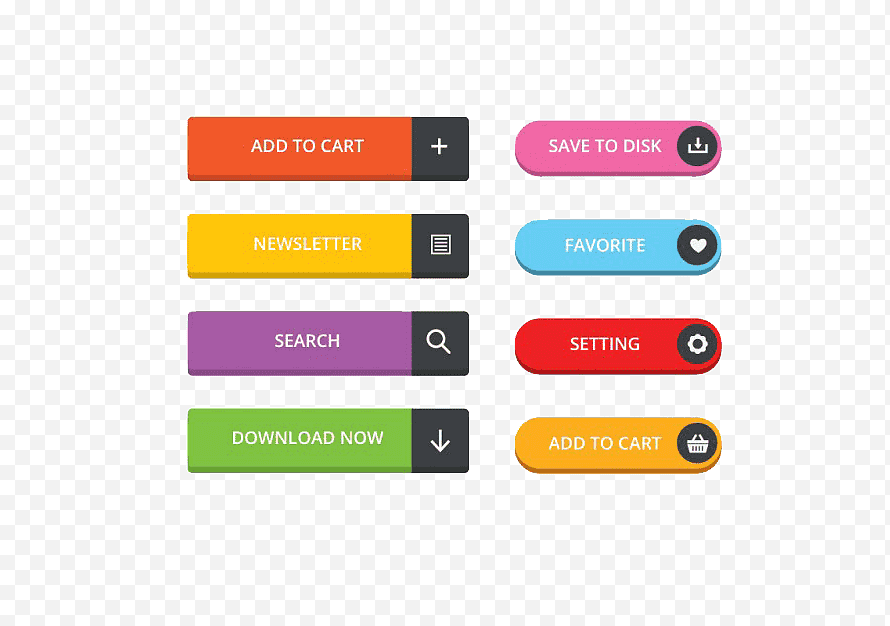 ADD TO CART
NEWSLETTER
SEARCH
DOWNLOAD NOW
SAVE TO DISK
FAVORITE
SETTING
ADD TO CART